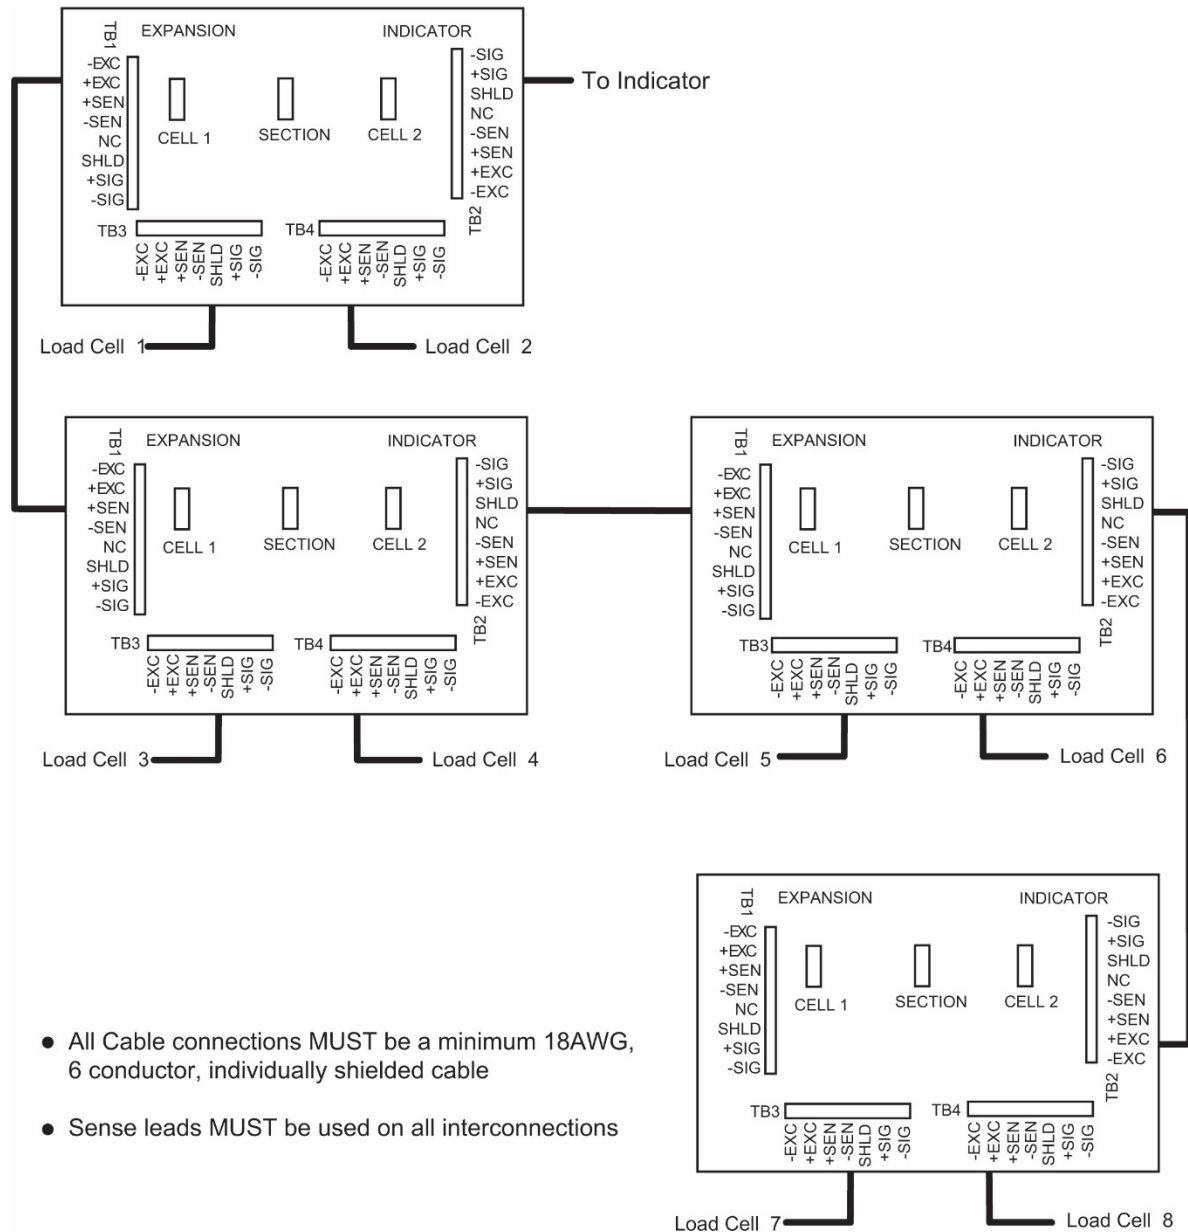 EXPANSION
INDICATOR
TB1
-EXC
+EXC
+SEN
-SEN
NC
SHLD
+SIG
-SIG
CELL 1
SECTION
CELL 2
-SIG
+SIG
SHLD
NC
-SEN
+SEN
+EXC
-EXC
TB2
To Indicator
TB3
-EXC
+EXC
+SEN
-SEN
SHLD
+SIG
-SIG
TB4
-EXC
+EXC
+SEN
-SEN
SHLD
+SIG
-SIG
Load Cell 1
Load Cell 2
EXPANSION
INDICATOR
TB1
-EXC
+EXC
+SEN
-SEN
NC
SHLD
+SIG
-SIG
CELL 1
SECTION
CELL 2
-SIG
+SIG
SHLD
NC
-SEN
+SEN
+EXC
-EXC
TB2
TB3
-EXC
+EXC
+SEN
-SEN
SHLD
+SIG
-SIG
TB4
-EXC
+EXC
+SEN
-SEN
SHLD
+SIG
-SIG
Load Cell 3
Load Cell 4
EXPANSION
INDICATOR
TB1
-EXC
+EXC
+SEN
-SEN
NC
SHLD
+SIG
-SIG
CELL 1
SECTION
CELL 2
-SIG
+SIG
SHLD
NC
-SEN
+SEN
+EXC
-EXC
TB2
TB3
-EXC
+EXC
+SEN
-SEN
SHLD
+SIG
-SIG
TB4
-EXC
+EXC
+SEN
-SEN
SHLD
+SIG
-SIG
Load Cell 5
Load Cell 6
EXPANSION
INDICATOR
TB1
-EXC
+EXC
+SEN
-SEN
NC
SHLD
+SIG
-SIG
CELL 1
SECTION
CELL 2
-SIG
+SIG
SHLD
NC
-SEN
+SEN
+EXC
-EXC
TB2
TB3
-EXC
+EXC
+SEN
-SEN
SHLD
+SIG
-SIG
TB4
-EXC
+EXC
+SEN
-SEN
SHLD
+SIG
-SIG
Load Cell 7
Load Cell 8
● All Cable connections MUST be a minimum 18AWG,
6 conductor, individually shielded cable
● Sense leads MUST be used on all interconnections